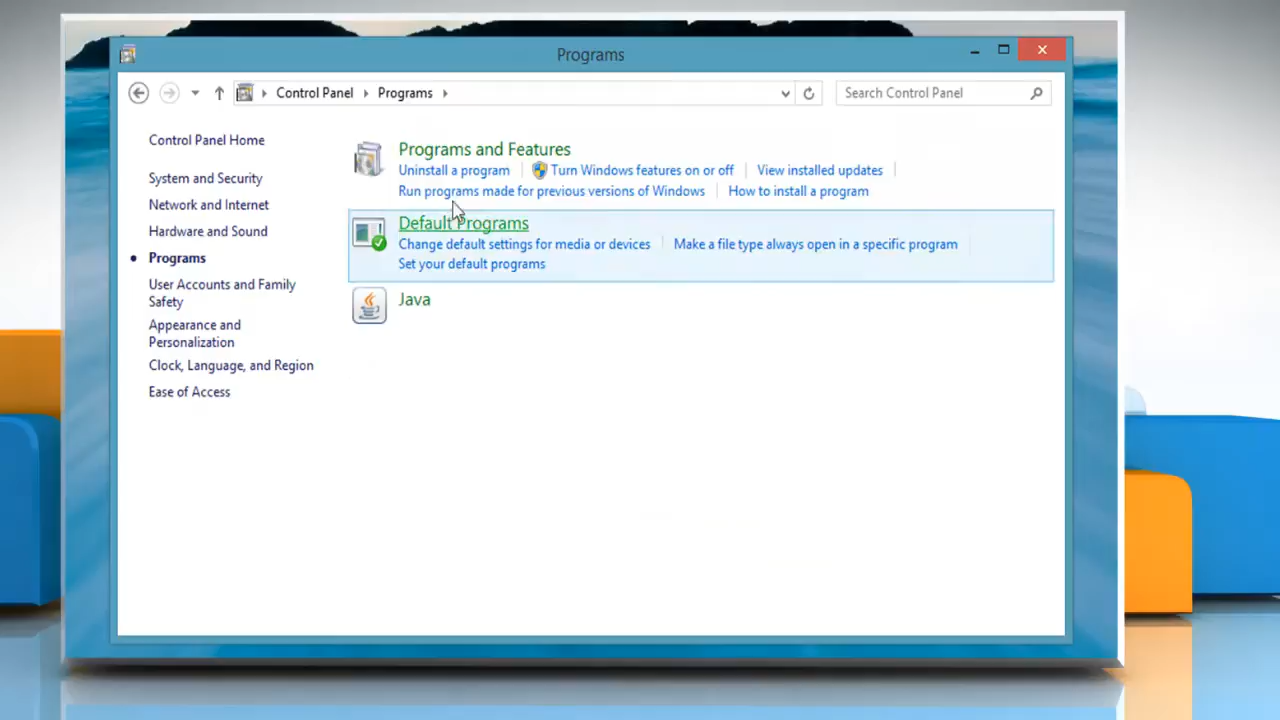 Programs
Control Panel Programs
Search Control Panel
Control Panel Home
System and Security
Network and Internet
Hardware and Sound
Programs
User Accounts and Family
Safety
Appearance and
Personalization
Clock, Language, and Region
Ease of Access
Programs and Features
Uninstall a program Turn Windows features on or off View installed updates
Run programs made for previous versions of Windows How to install a program
Default Programs
Change default settings for media or devices Make a file type always open in a specific program
Set your default programs
Java